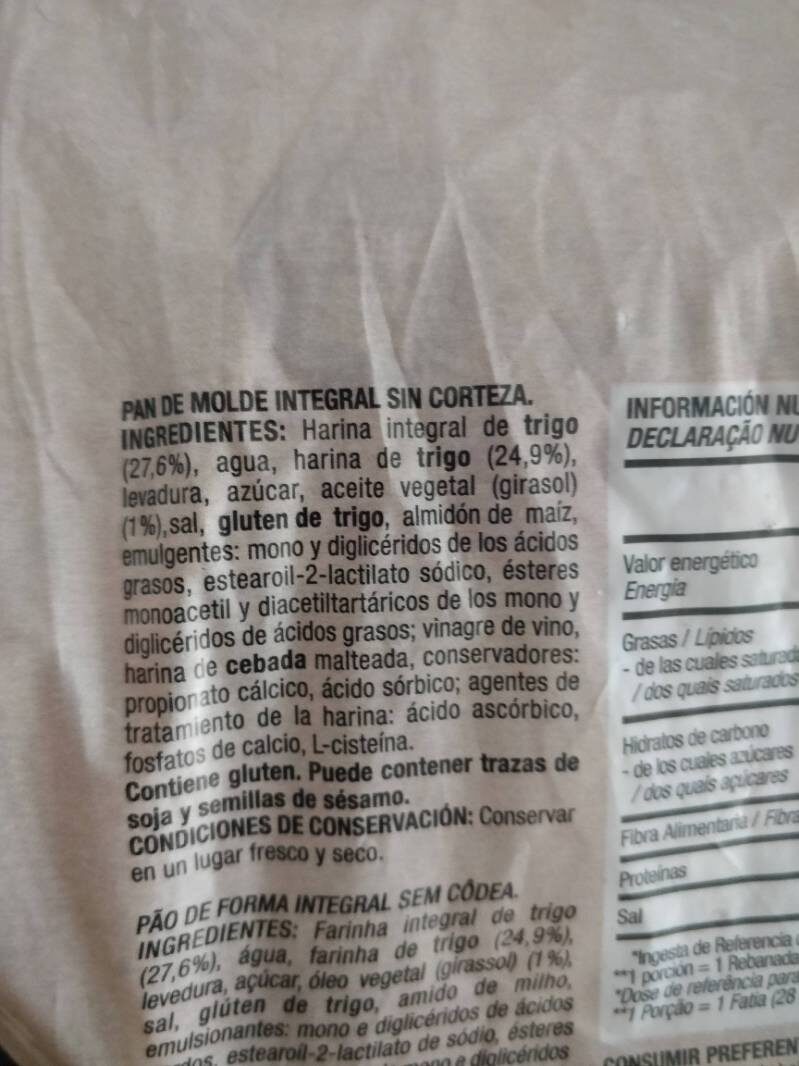 PAN DE MOLDE INTEGRAL SIN CORTEZA.
INGREDIENTES: Harina integral de trigo
(27,6%), agua, harina de trigo (24,9%),
levadura, azúcar, aceite vegetal (girasol)
(1%),sal, gluten de trigo, almidón de maíz,
emulgentes: mono y diglicéridos de los ácidos
grasos, estearoil-2-lactilato sódico, ésteres
monoacetil y diacetiltartáricos de los mono y
diglicéridos de ácidos grasos; vinagre de vino,
harina de cebada malteada, conservadores:
propionato cálcico, ácido sórbico; agentes de
tratamiento de la harina: ácido ascórbico,
fosfatos de calcio, L-cisteína.
Contiene gluten. Puede contener trazas de
soja y semillas de sésamo.
CONDICIONES DE CONSERVACIÓN: Conservar
en un lugar fresco y seco.
PÃO DE FORMA INTEGRAL SEM CÔDEA.
INGREDIENTES: Farinha integral de trigo
(27,6%), água, farinha de trigo (24,9%),
levedura, açúcar, óleo vegetal (girassol) (1%),
sal, glúten de trigo, amido de milho,
emulsionantes: mono e diglicéridos de ácidos
estearoil-2-lactilato de sódio, ésteres
mono e diglicéridos
INFORMACIÓN NU
DECLARAÇÃO NU
Valor energético
Energia
Grasas / Lípidos
- de las cuales saturada
/ dos quais saturados
Hidratos de carbono
- de los cuales azúcares
/ dos quais açúcares
Fibra Alimentaria / Fibra
Proteínas
Sal
*Ingesta de Referencia
**1 porción = 1 Rebanada
*Dose de referência para
**1 Porção = 1 Fatia (28
CONSUMIR PREFEREN